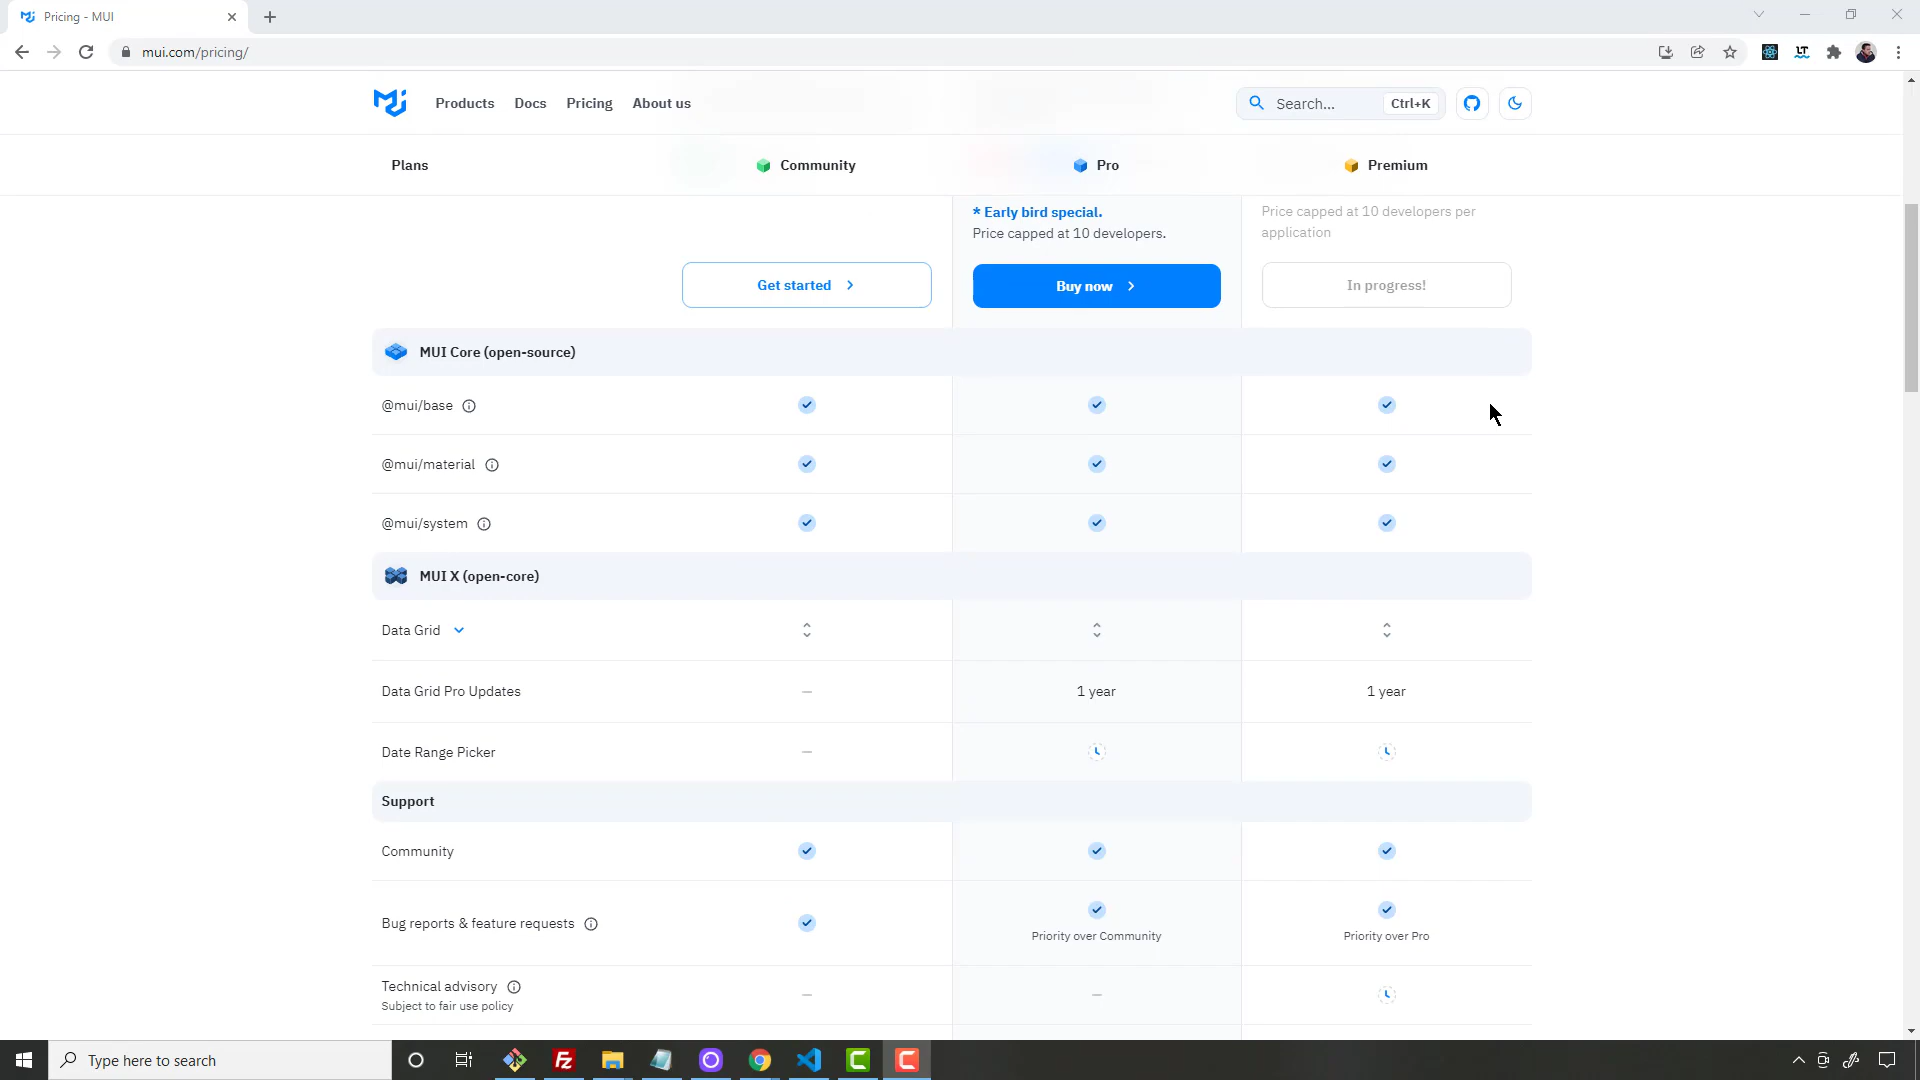 Pricing - MUI
mui.com/pricing/
Products Docs Pricing About us Search... Ctrl+K
Plans Community Pro Premium
* Early bird special.
Price capped at 10 developers.
Price capped at 10 developers per
application
Get started Buy now In progress!
MUI Core (open-source)
@mui/base
@mui/material
@mui/system
MUI X (open-core)
Data Grid
Data Grid Pro Updates – 1 year 1 year
Date Range Picker –
Support
Community
Bug reports & feature requests
Priority over Community Priority over Pro
Technical advisory
Subject to fair use policy – –
Type here to search